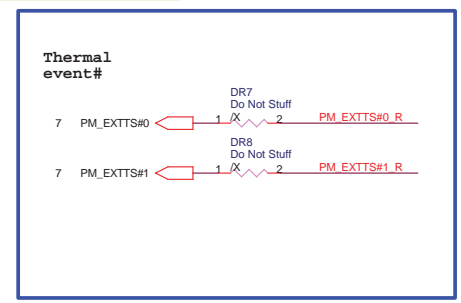 Thermal
event#
DR7
Do Not Stuff
7 PM_EXTTS#0 1 /X 2 PM_EXTTS#0_R
DR8
Do Not Stuff
7 PM_EXTTS#1 1 /X 2 PM_EXTTS#1_R